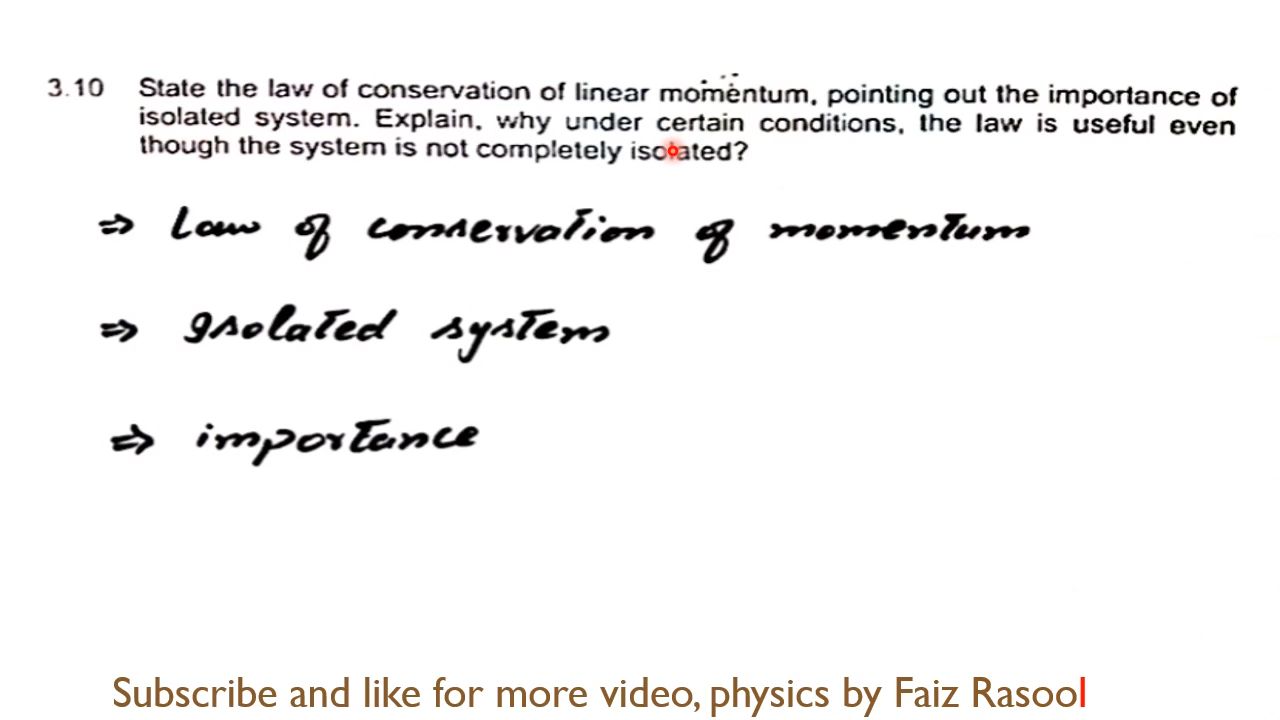 3.10 State the law of conservation of linear momentum, pointing out the importance of
isolated system. Explain, why under certain conditions, the law is useful even
though the system is not completely isolated?
⇒ Law of conservation of momentum
⇒ Isolated system
⇒ importance
Subscribe and like for more video, physics by Faiz Rasool